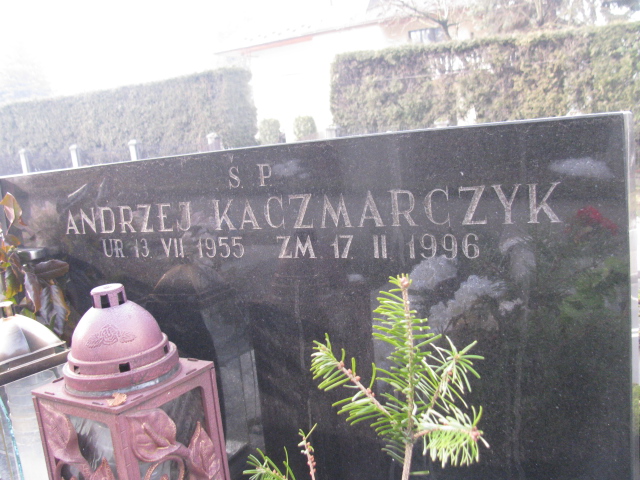 Ś. P.
ANDRZEJ KACZMARCZYK
UR 13. VII 1955 ZM. 17. II 1996